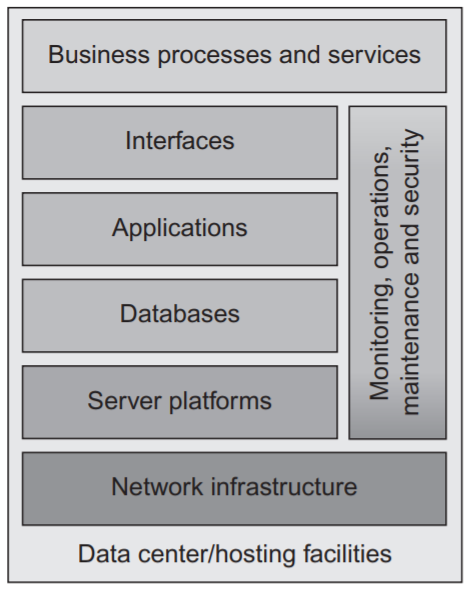 Business processes and services
Interfaces
Applications
Databases
Server platforms
Monitoring, operations,
maintenance and security
Network infrastructure
Data center/hosting facilities